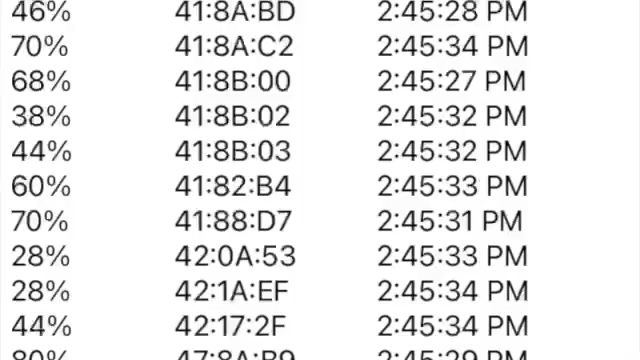 46% 41:8A:BD 2:45:28 PM
70% 41:8A:C2 2:45:34 PM
68% 41:8B:00 2:45:27 PM
38% 41:8B:02 2:45:32 PM
44% 41:8B:03 2:45:32 PM
60% 41:82:B4 2:45:33 PM
70% 41:88:D7 2:45:31 PM
28% 42:0A:53 2:45:33 PM
28% 42:1A:EF 2:45:34 PM
44% 42:17:2F 2:45:34 PM
80% 47:8A:B9 2:45:29 PM